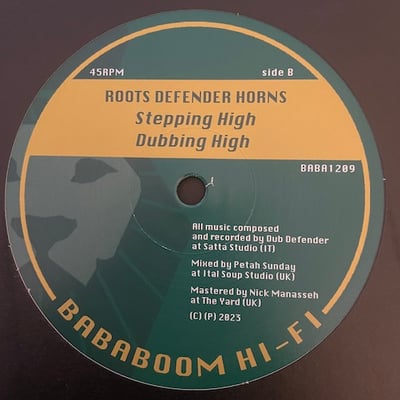 45RPM
side B
ROOTS DEFENDER HORNS
Stepping High
Dubbing High
BABA1209
All music composed
and recorded by Dub Defender
at Satta Studio (IT)
Mixed by Petah Sunday
at Ital Soup Studio (UK)
Mastered by Nick Manasseh
at The Yard (UK)
(C) (P) 2023
BABABOOM HI-FI